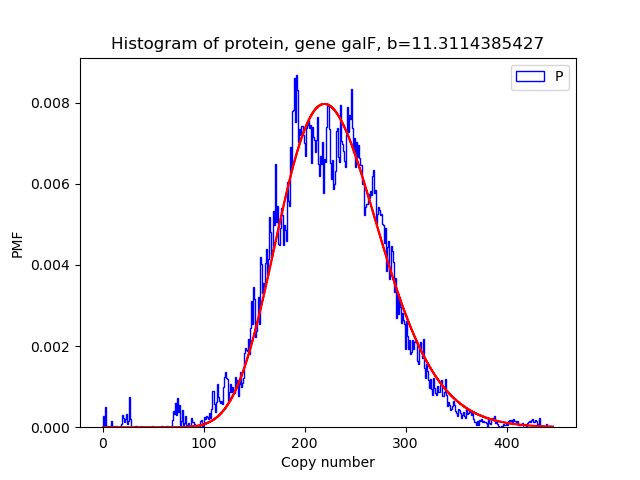 Histogram of protein, gene galF, b=11.3114385427
P
0.008
0.006
0.004
0.002
0.000
PMF
0
100
200
300
400
Copy number